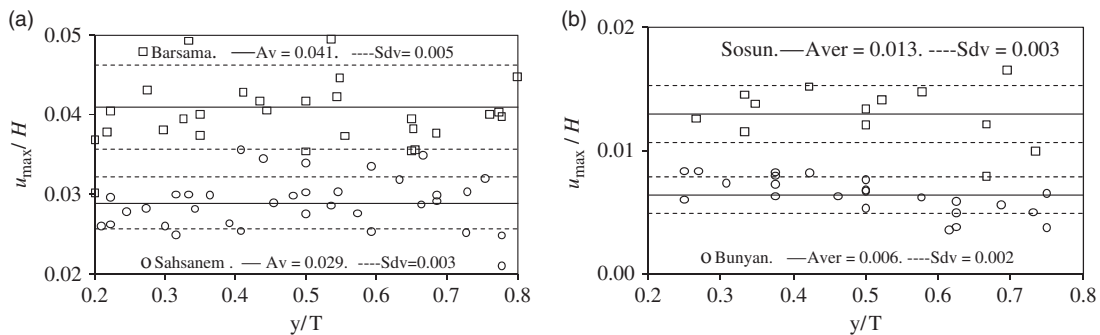 (a)
0.05
Barsama. Av = 0.041. Sdv= 0.005
0.04
u_max / H
0.03
Sahsanem . Av = 0.029. Sdv=0.003
0.02
0.2 0.3 0.4 0.5 0.6 0.7 0.8
y/T
(b)
0.02
Sosun. Aver = 0.013. Sdv = 0.003
u_max / H
0.01
Bunyan. Aver = 0.006. Sdv = 0.002
0.00
0.2 0.3 0.4 0.5 0.6 0.7 0.8
y/T